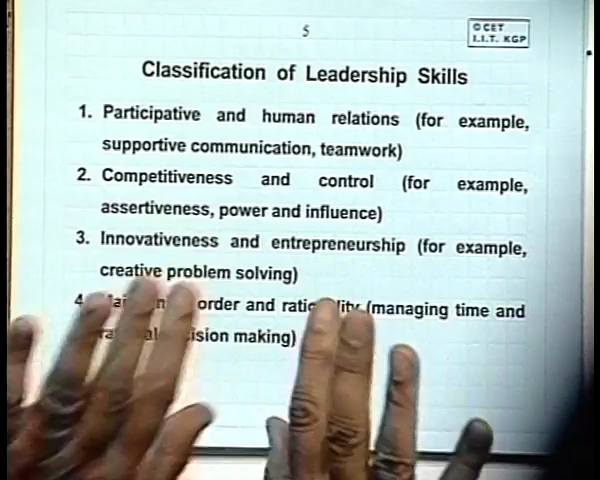 5
©CET
I.I.T. KGP
Classification of Leadership Skills
1. Participative and human relations (for example,
supportive communication, teamwork)
2. Competitiveness and control (for example,
assertiveness, power and influence)
3. Innovativeness and entrepreneurship (for example,
creative problem solving)
4. order and rationality (managing time and
making)